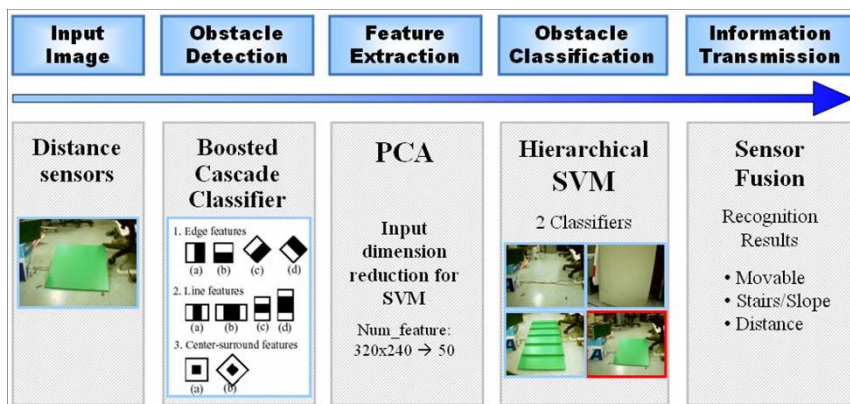 Input
Image
Obstacle
Detection
Feature
Extraction
Obstacle
Classification
Information
Transmission
Distance
sensors
Boosted
Cascade
Classifier
1. Edge features
(a) (b) (c) (d)
2. Line features
(a) (b) (c) (d)
3. Center-surround features
(a) (b)
PCA
Input
dimension
reduction for
SVM
Num_feature:
320x240 → 50
Hierarchical
SVM
2 Classifiers
Sensor
Fusion
Recognition
Results
• Movable
• Stairs/Slope
• Distance